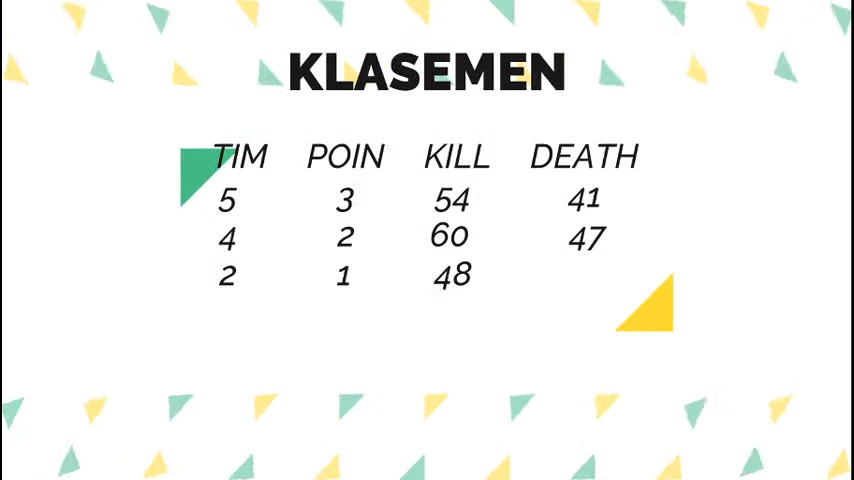 KLASEMEN
TIM POIN KILL DEATH
5 3 54 41
4 2 60 47
2 1 48